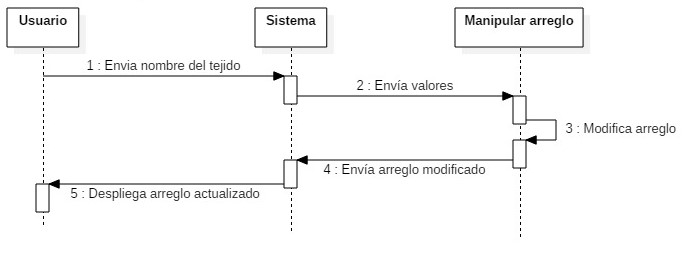 Usuario
Sistema
Manipular arreglo
1 : Envia nombre del tejido
2 : Envía valores
3 : Modifica arreglo
4 : Envía arreglo modificado
5 : Despliega arreglo actualizado